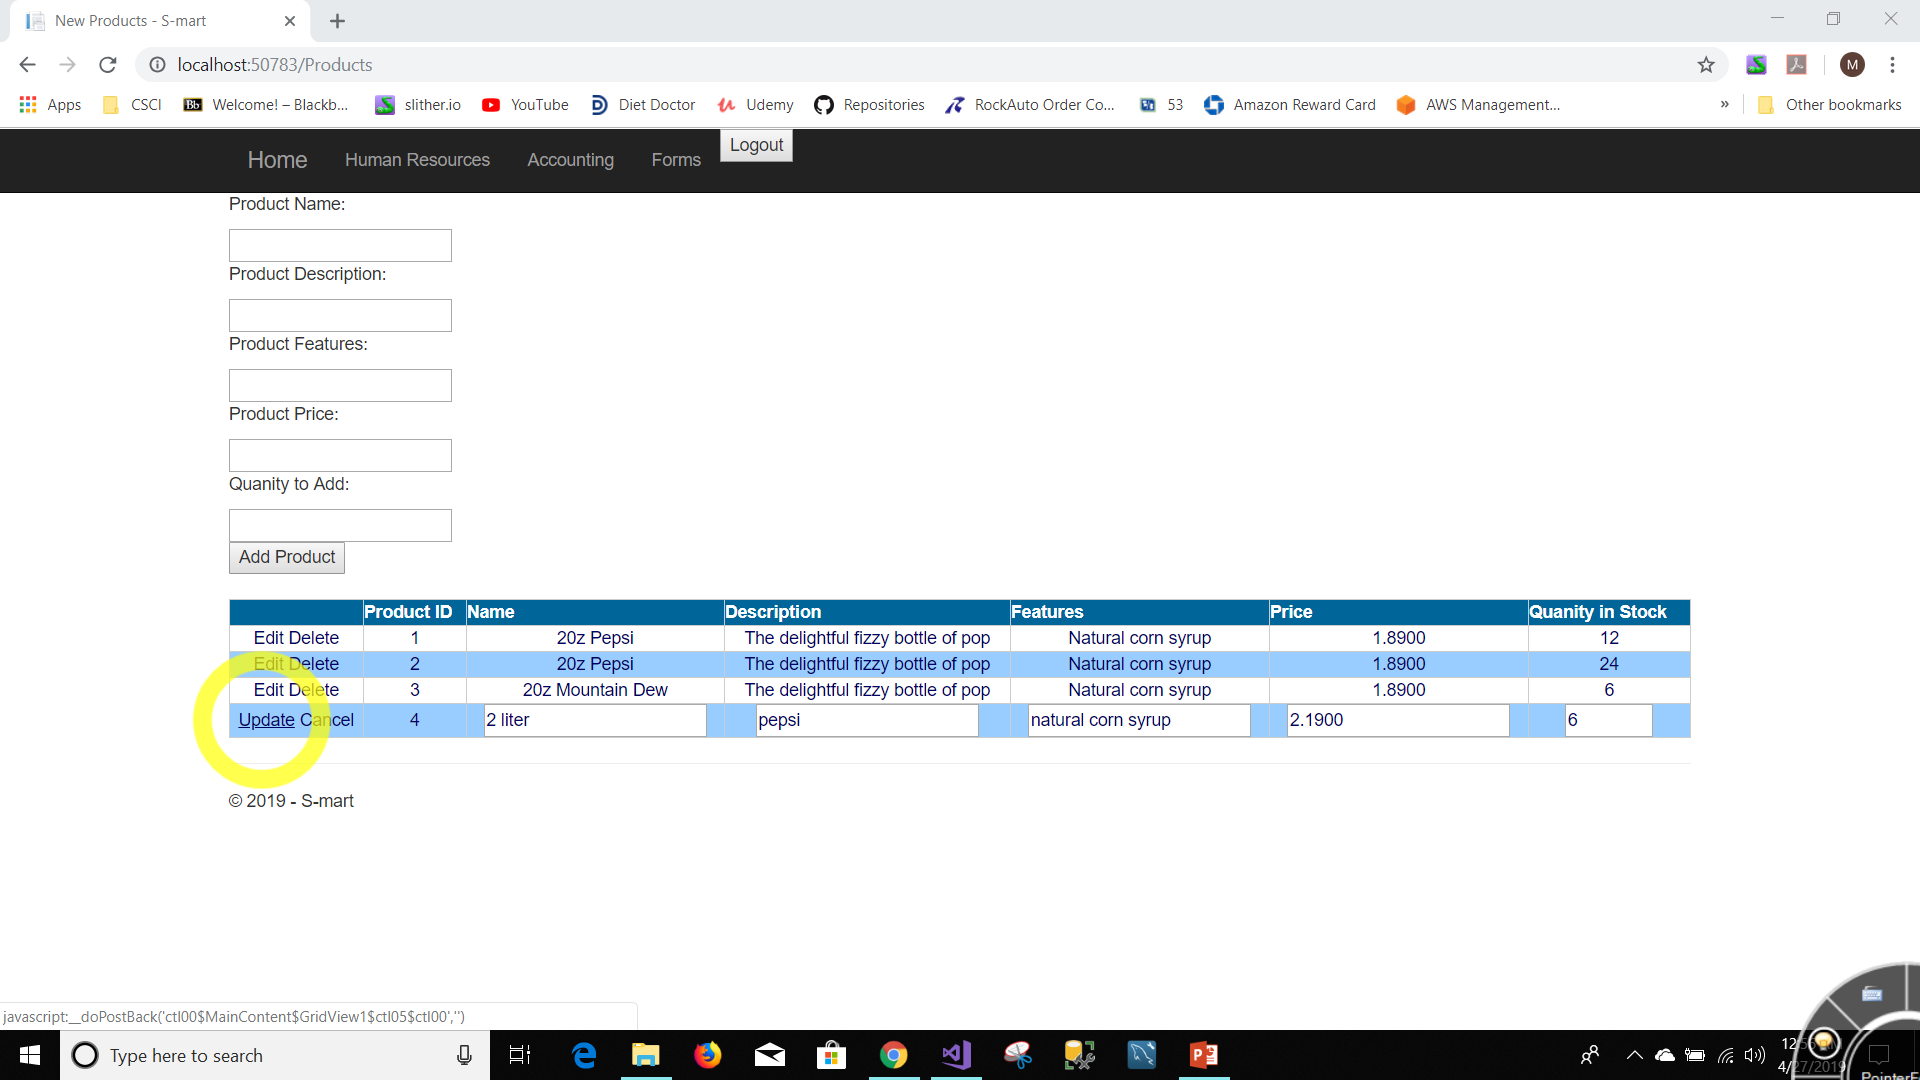 New Products - S-mart
localhost:50783/Products
M
Apps CSCI Bb Welcome! – Blackb... slither.io YouTube Diet Doctor Udemy Repositories RockAuto Order Co... 53 Amazon Reward Card AWS Management... » Other bookmarks
Home Human Resources Accounting Forms Logout
Product Name:
Product Description:
Product Features:
Product Price:
Quanity to Add:
Add Product
Product ID Name Description Features Price Quanity in Stock
Edit Delete 1 20z Pepsi The delightful fizzy bottle of pop Natural corn syrup 1.8900 12
Edit Delete 2 20z Pepsi The delightful fizzy bottle of pop Natural corn syrup 1.8900 24
Edit Delete 3 20z Mountain Dew The delightful fizzy bottle of pop Natural corn syrup 1.8900 6
Update Cancel 4 2 liter pepsi natural corn syrup 2.1900 6
© 2019 - S-mart
javascript:__doPostBack('ctl00$MainContent$GridView1$ctl05$ctl00','')
Type here to search
4/27/2019